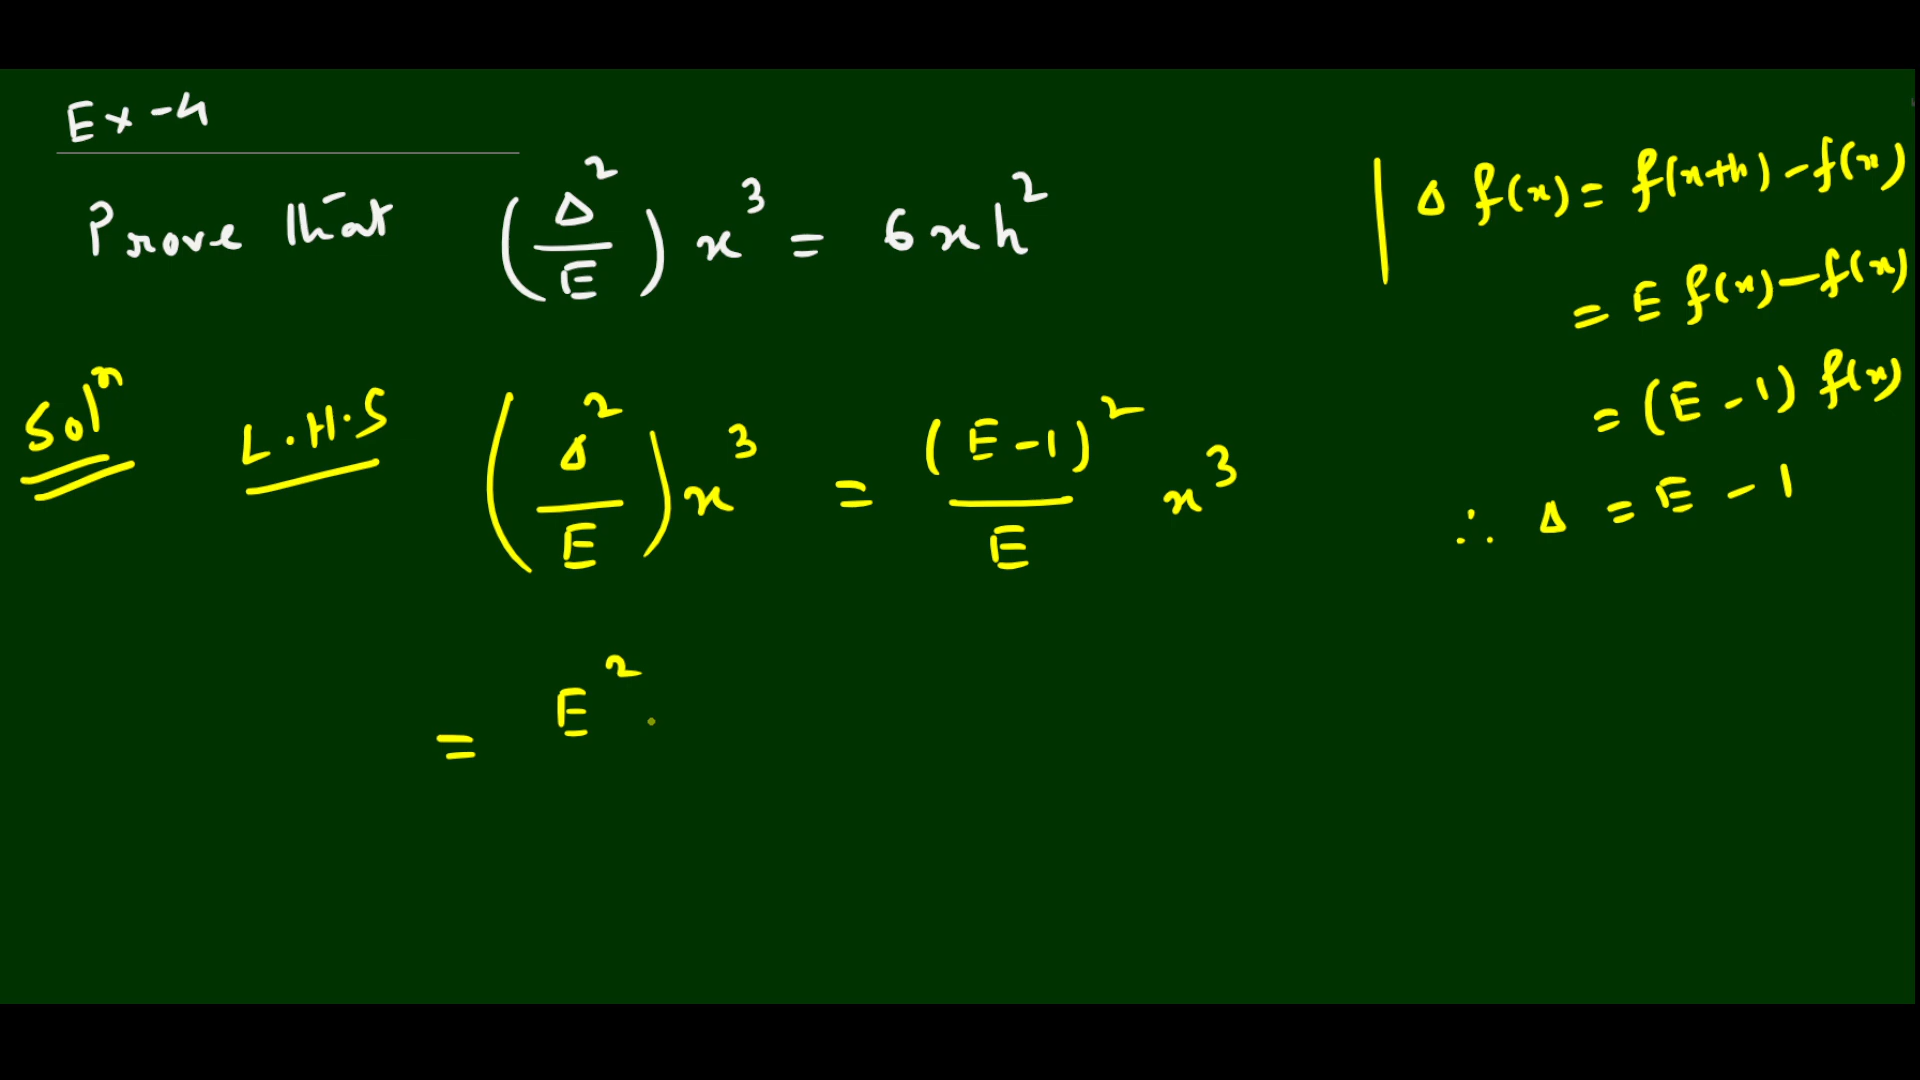 Ex-4
Prove that (Δ²/E) x³ = 6xh²
Solⁿ L.H.S (Δ²/E) x³ = (E-1)²/E x³
= E²
Δ f(x) = f(x+h) - f(x)
= E f(x) - f(x)
= (E-1) f(x)
∴ Δ = E - 1